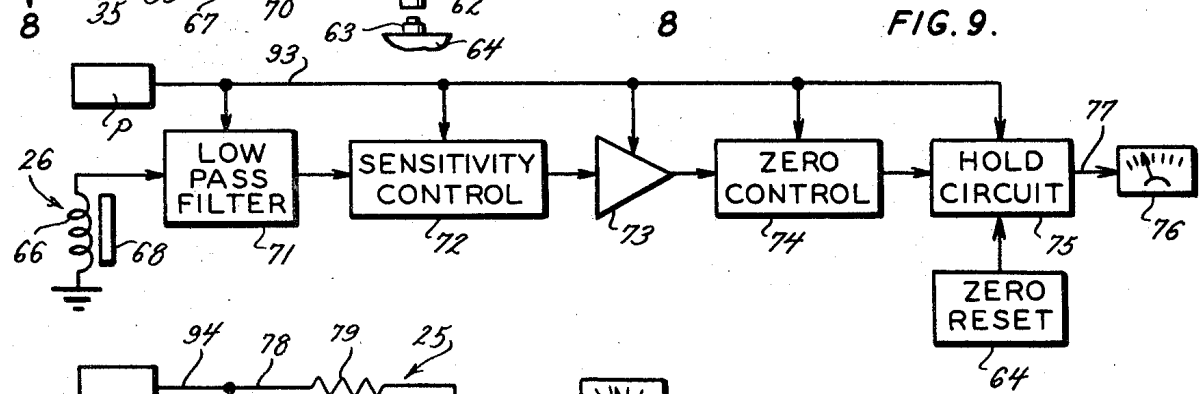 8
35
67
70
62
63
64
8
FIG. 9.
93
P
LOW
PASS
FILTER
71
SENSITIVITY
CONTROL
72
73
ZERO
CONTROL
74
HOLD
CIRCUIT
75
77
76
26
66
68
ZERO
RESET
64
94
78
79
25